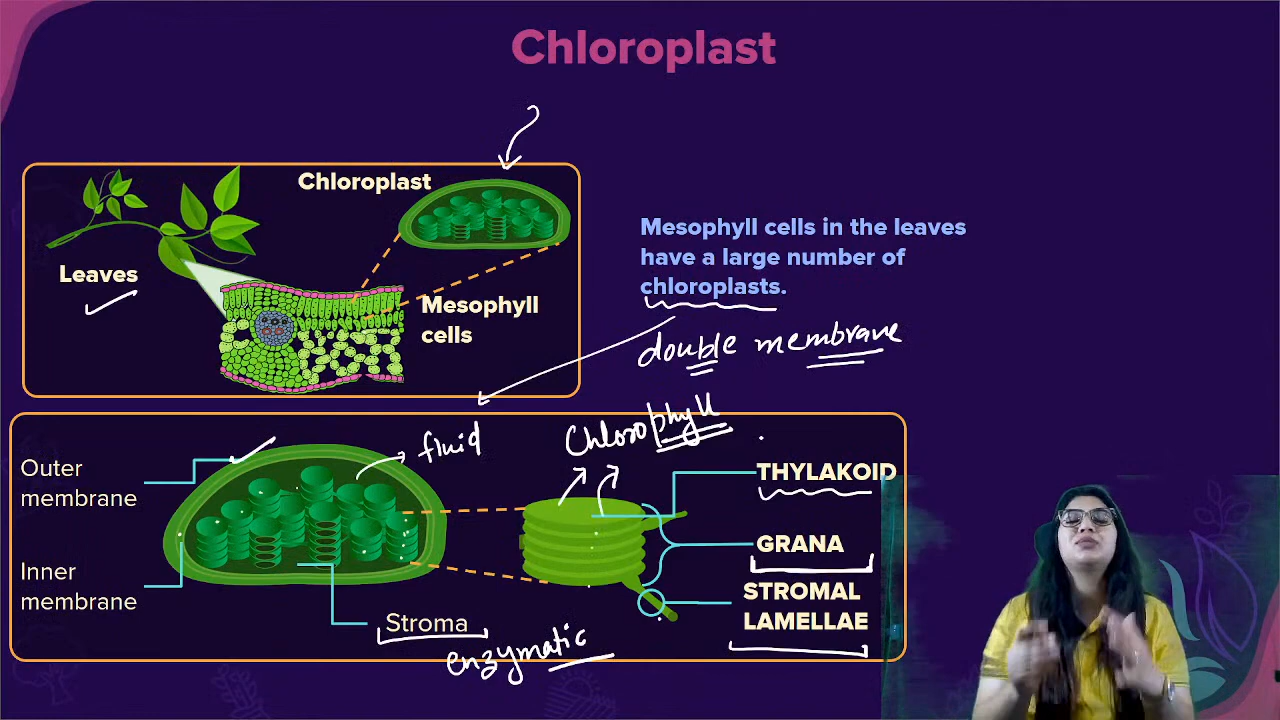 Chloroplast
Chloroplast
Leaves
Mesophyll
cells
Mesophyll cells in the leaves
have a large number of
chloroplasts.
double membrane
Outer
membrane
Inner
membrane
fluid
Stroma
enzymatic
Chlorophyll
THYLAKOID
GRANA
STROMAL
LAMELLAE